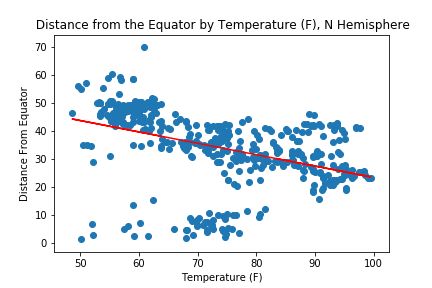 Distance from the Equator by Temperature (F), N Hemisphere
Distance From Equator
70
60
50
40
30
20
10
0
50 60 70 80 90 100
Temperature (F)